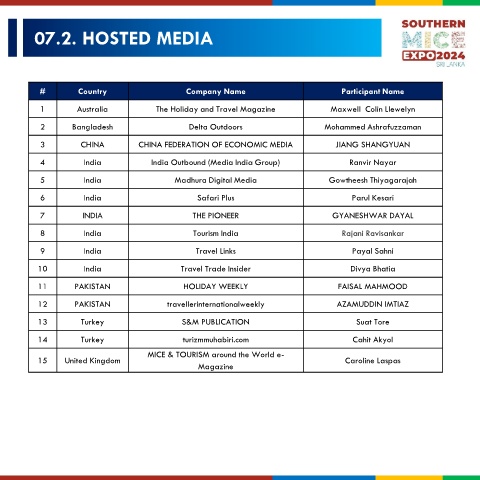 07.2. HOSTED MEDIA
SOUTHERN
MICE
EXPO2024
SRI LANKA
# Country Company Name Participant Name
1 Australia The Holiday and Travel Magazine Maxwell Colin Llewelyn
2 Bangladesh Delta Outdoors Mohammed Ashrafuzzaman
3 CHINA CHINA FEDERATION OF ECONOMIC MEDIA JIANG SHANGYUAN
4 India India Outbound (Media India Group) Ranvir Nayar
5 India Madhura Digital Media Gowtheesh Thiyagarajah
6 India Safari Plus Parul Kesari
7 INDIA THE PIONEER GYANESHWAR DAYAL
8 India Tourism India Rajani Ravisankar
9 India Travel Links Payal Sahni
10 India Travel Trade Insider Divya Bhatia
11 PAKISTAN HOLIDAY WEEKLY FAISAL MAHMOOD
12 PAKISTAN travellerinternationalweekly AZAMUDDIN IMTIAZ
13 Turkey S&M PUBLICATION Suat Tore
14 Turkey turizmmuhabiri.com Cahit Akyol
15 United Kingdom MICE & TOURISM around the World e-
Magazine Caroline Laspas